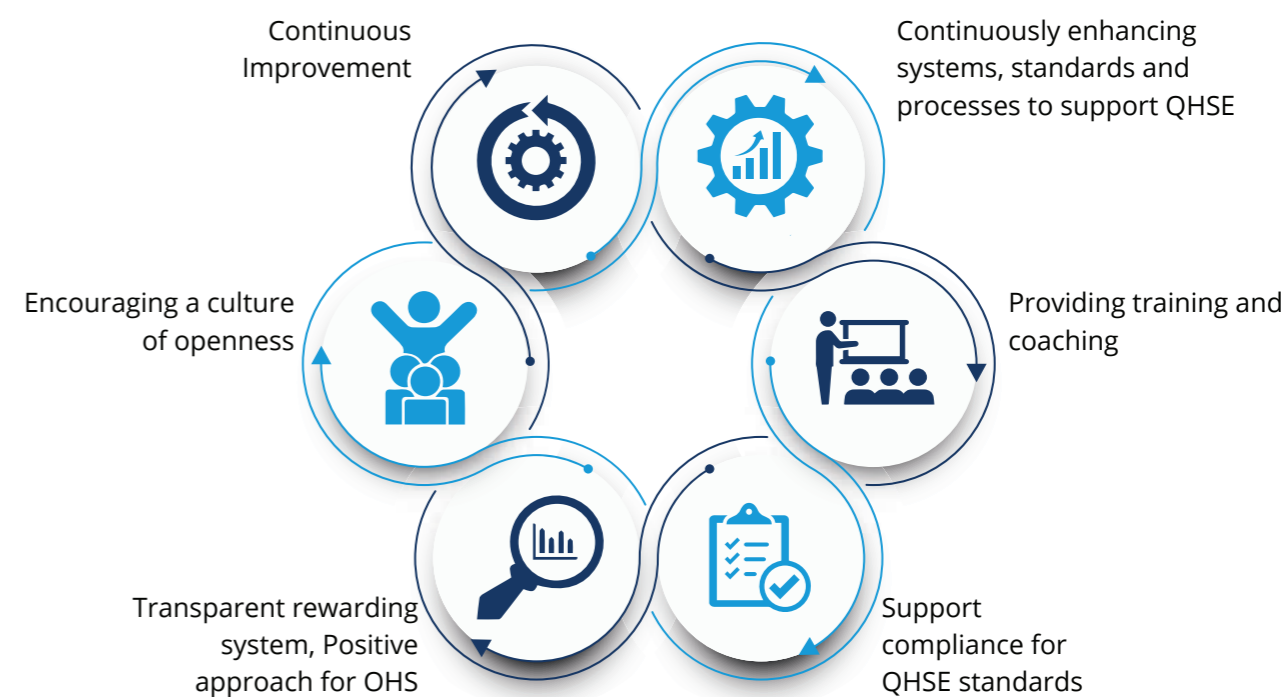 Continuous
Improvement
Continuously enhancing
systems, standards and
processes to support QHSE
Encouraging a culture
of openness
Providing training and
coaching
Transparent rewarding
system, Positive
approach for OHS
Support
compliance for
QHSE standards